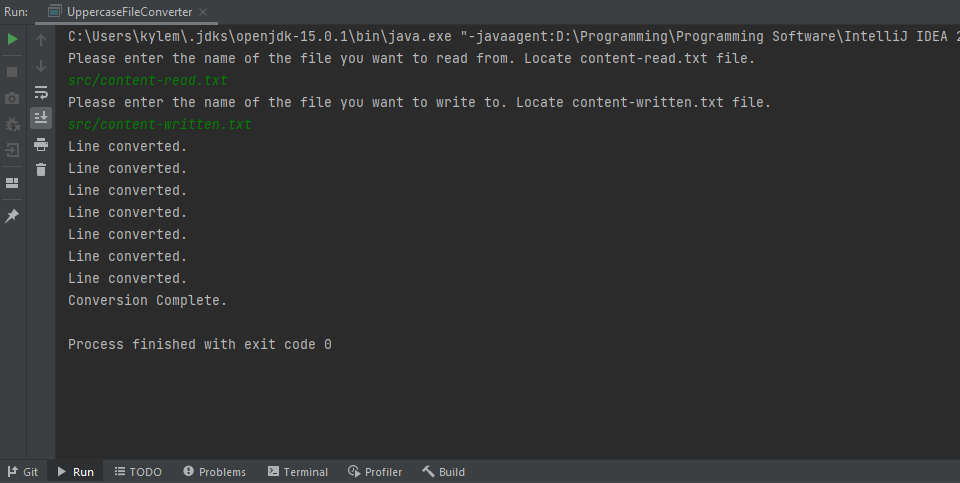 Run: UppercaseFileConverter
C:\Users\kylem\.jdks\openjdk-15.0.1\bin\java.exe "-javaagent:D:\Programming\Programming Software\IntelliJ IDEA 2
Please enter the name of the file you want to read from. Locate content-read.txt file.
src/content-read.txt
Please enter the name of the file you want to write to. Locate content-written.txt file.
src/content-written.txt
Line converted.
Line converted.
Line converted.
Line converted.
Line converted.
Line converted.
Line converted.
Conversion Complete.
Process finished with exit code 0
Git Run TODO Problems Terminal Profiler Build